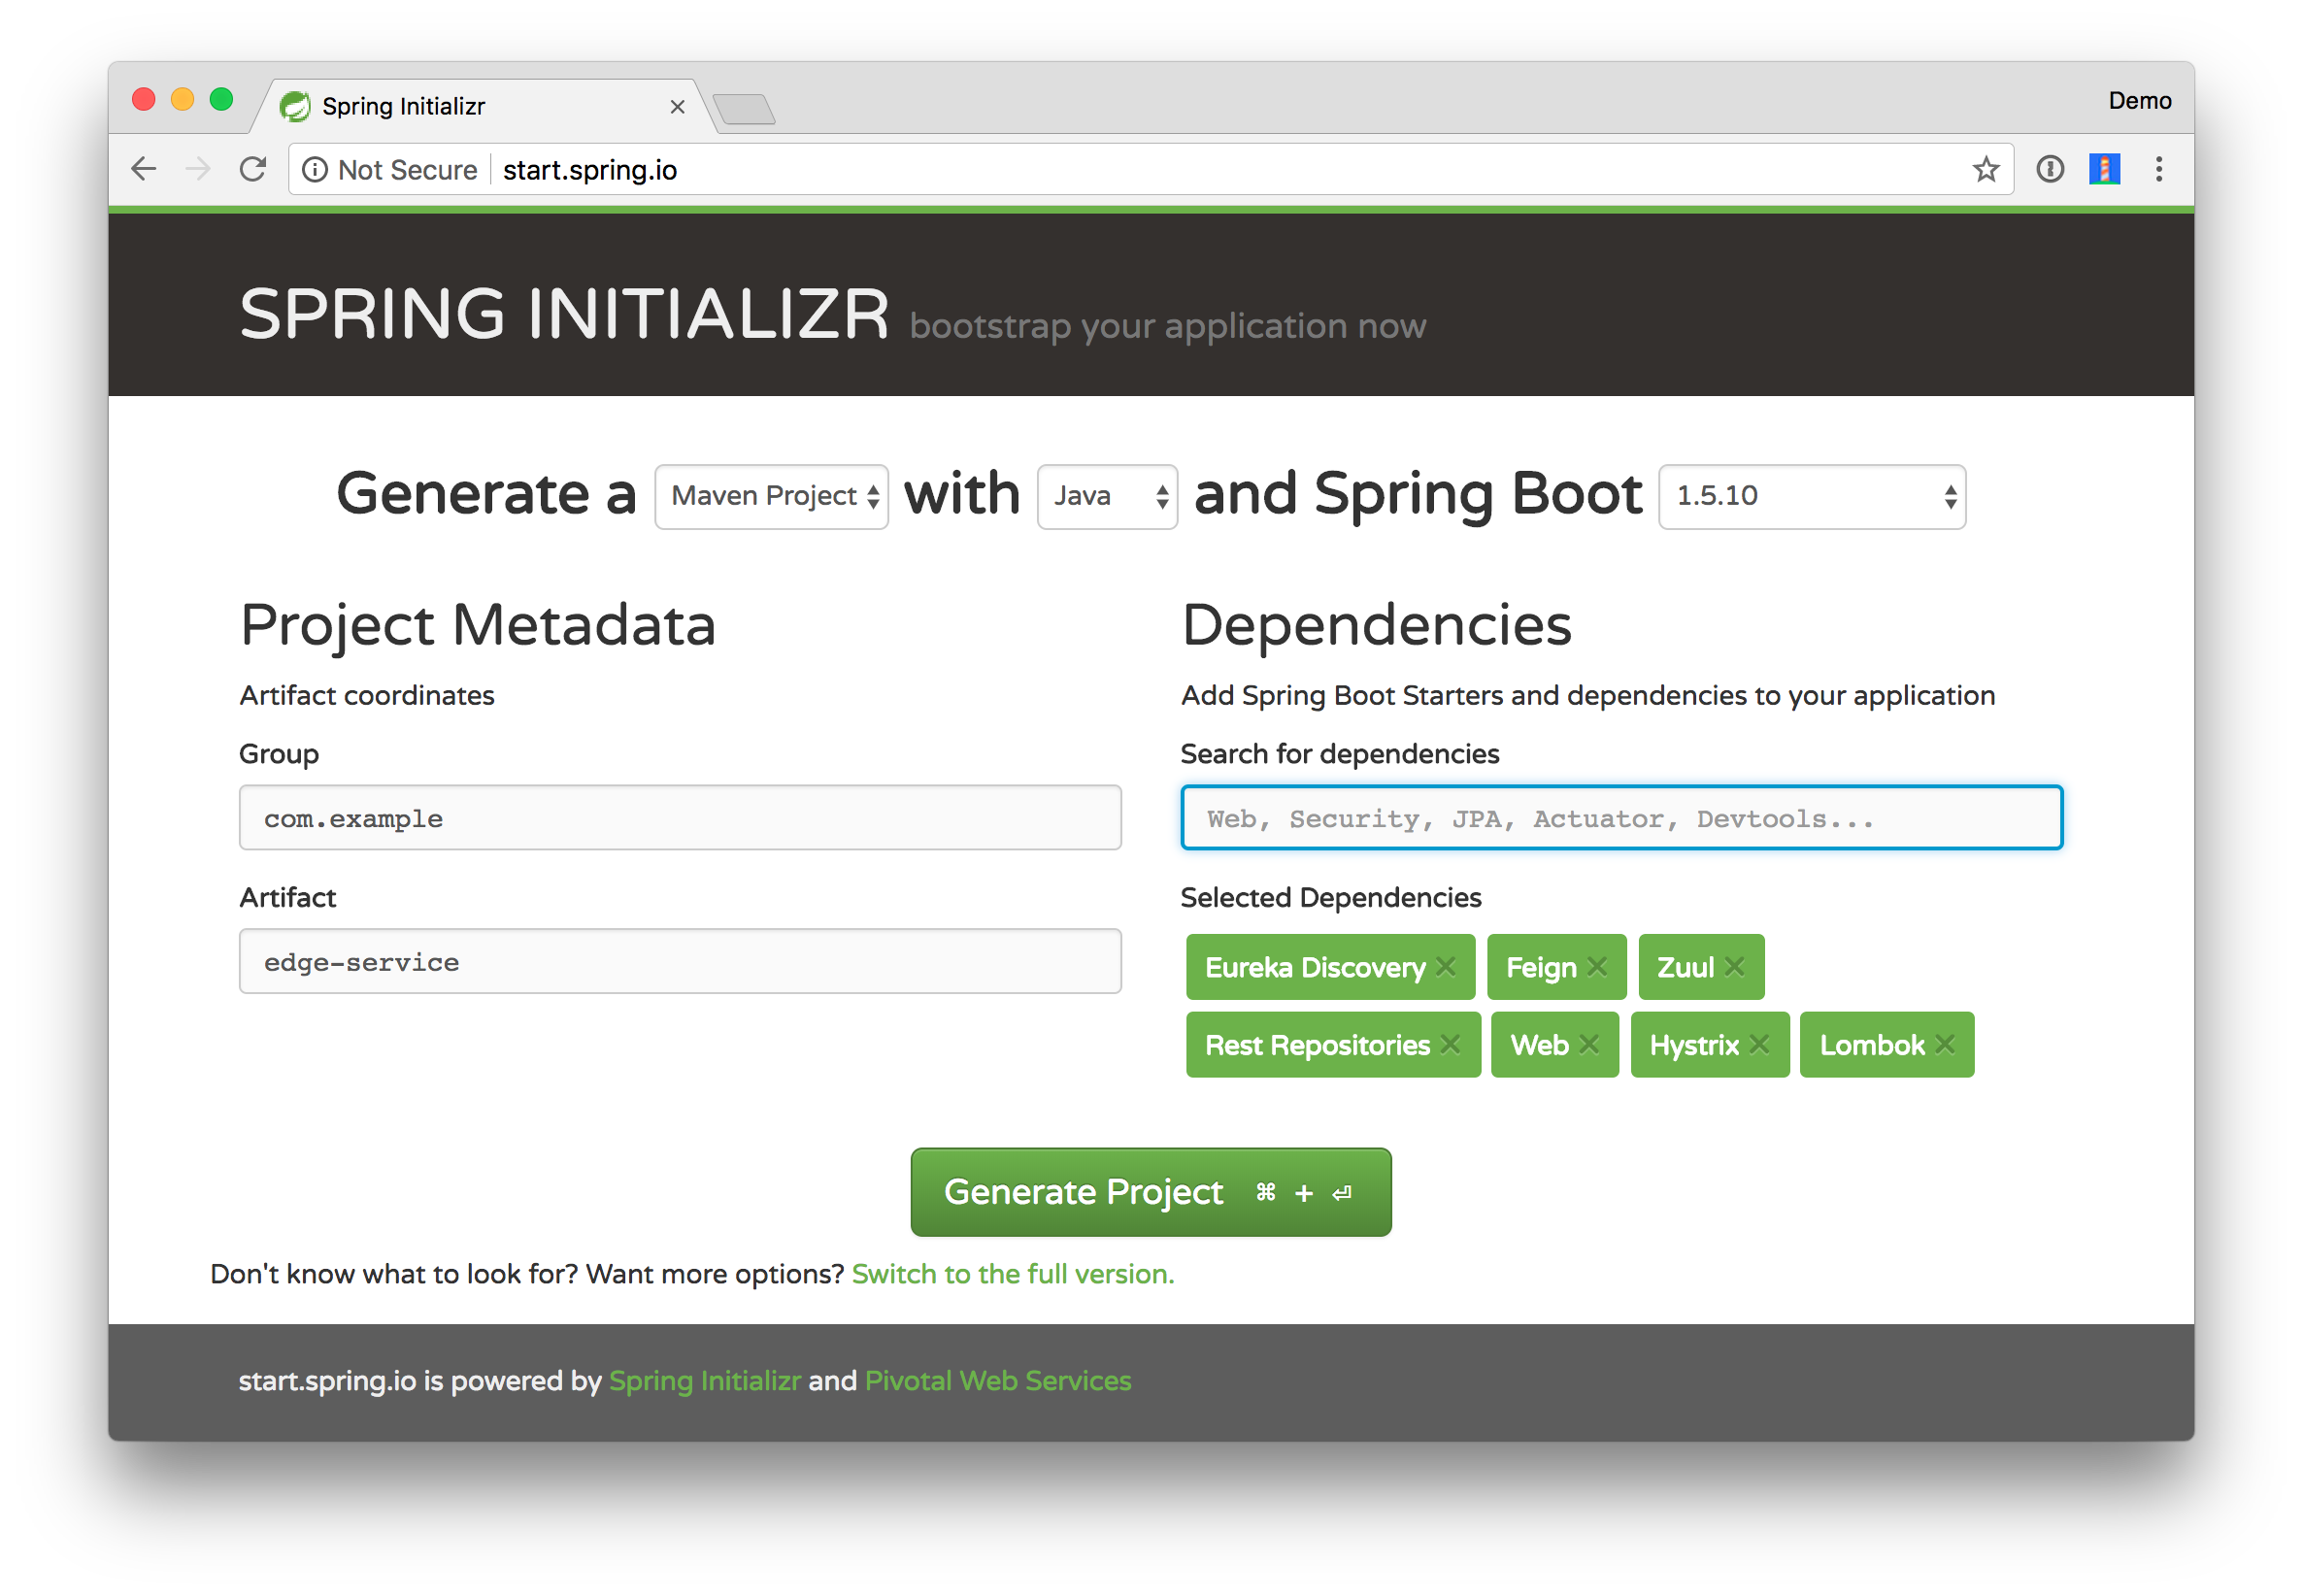 Spring Initializr
Demo
Not Secure start.spring.io
SPRING INITIALIZR bootstrap your application now
Generate a Maven Project with Java and Spring Boot 1.5.10
Project Metadata
Artifact coordinates
Group
com.example
Artifact
edge-service
Dependencies
Add Spring Boot Starters and dependencies to your application
Search for dependencies
Web, Security, JPA, Actuator, Devtools...
Selected Dependencies
Eureka Discovery × Feign × Zuul ×
Rest Repositories × Web × Hystrix × Lombok ×
Generate Project ⌘ + ⏎
Don't know what to look for? Want more options? Switch to the full version.
start.spring.io is powered by Spring Initializr and Pivotal Web Services